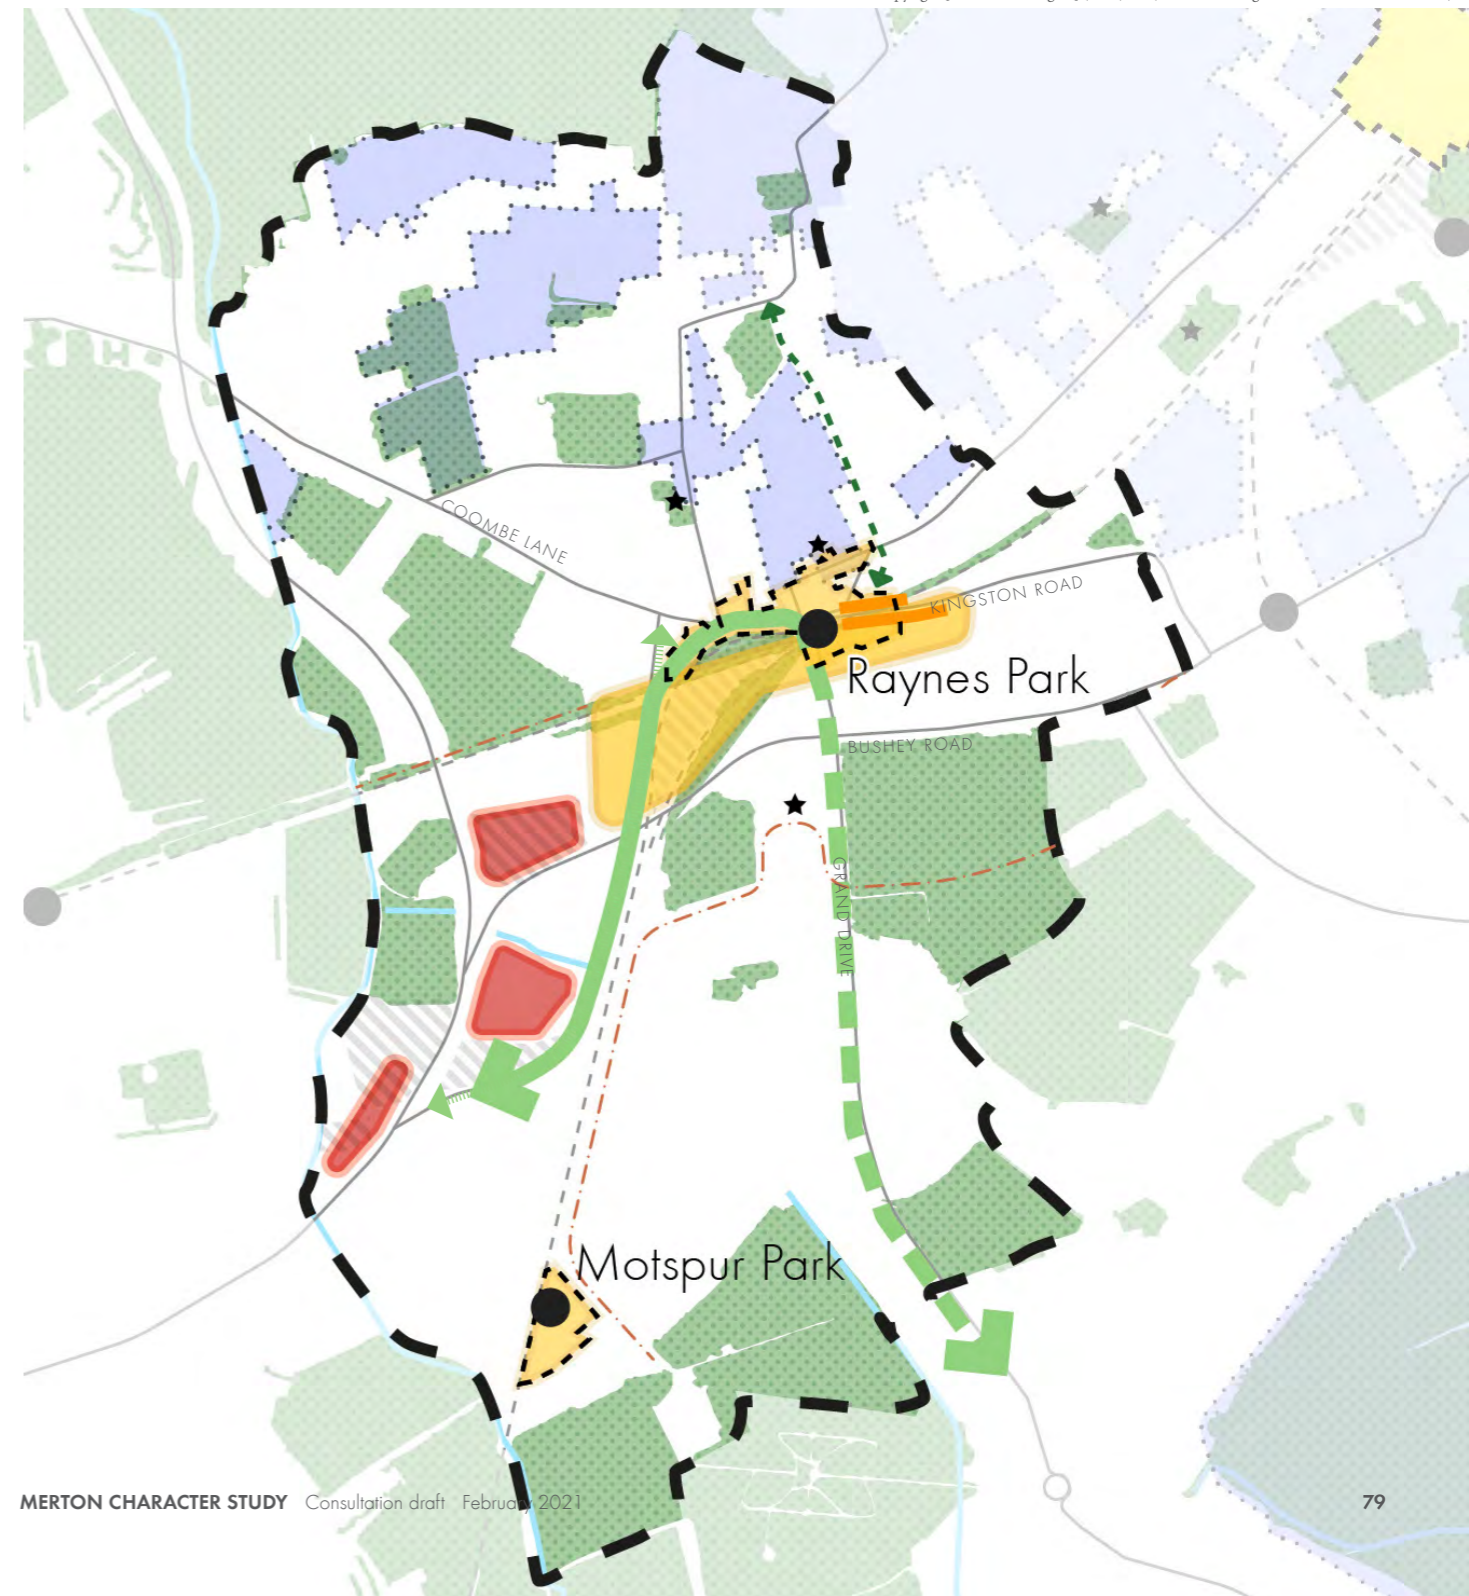 COOMBE LANE
KINGSTON ROAD
Raynes Park
BUSHEY ROAD
GRAND DRIVE
Motspur Park
MERTON CHARACTER STUDY Consultation draft February 2021
79